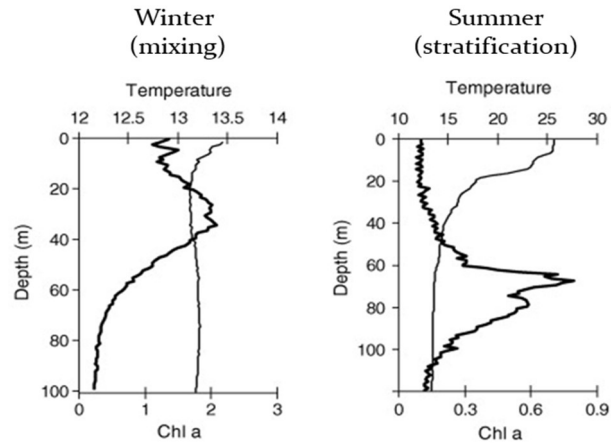 Winter
(mixing)
Temperature
12 12.5 13 13.5 14
0
20
40
60
80
100
Depth (m)
0 1 2 3
Chl a
Summer
(stratification)
Temperature
10 15 20 25 30
0
20
40
60
80
100
Depth (m)
0 0.3 0.6 0.9
Chl a